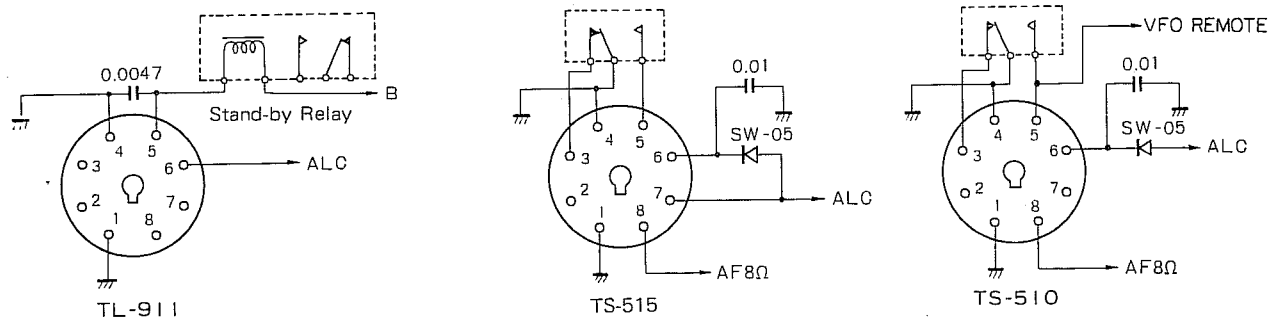 0.0047
B
Stand-by Relay
4 5
3 6 ALC
2 7
1 8
TL-911
0.01
4 5 SW-05
3 6
2 7 ALC
1 8
AF8Ω
TS-515
VFO REMOTE
0.01
4 5 SW-05
3 6 ALC
2 7
1 8
AF8Ω
TS-510